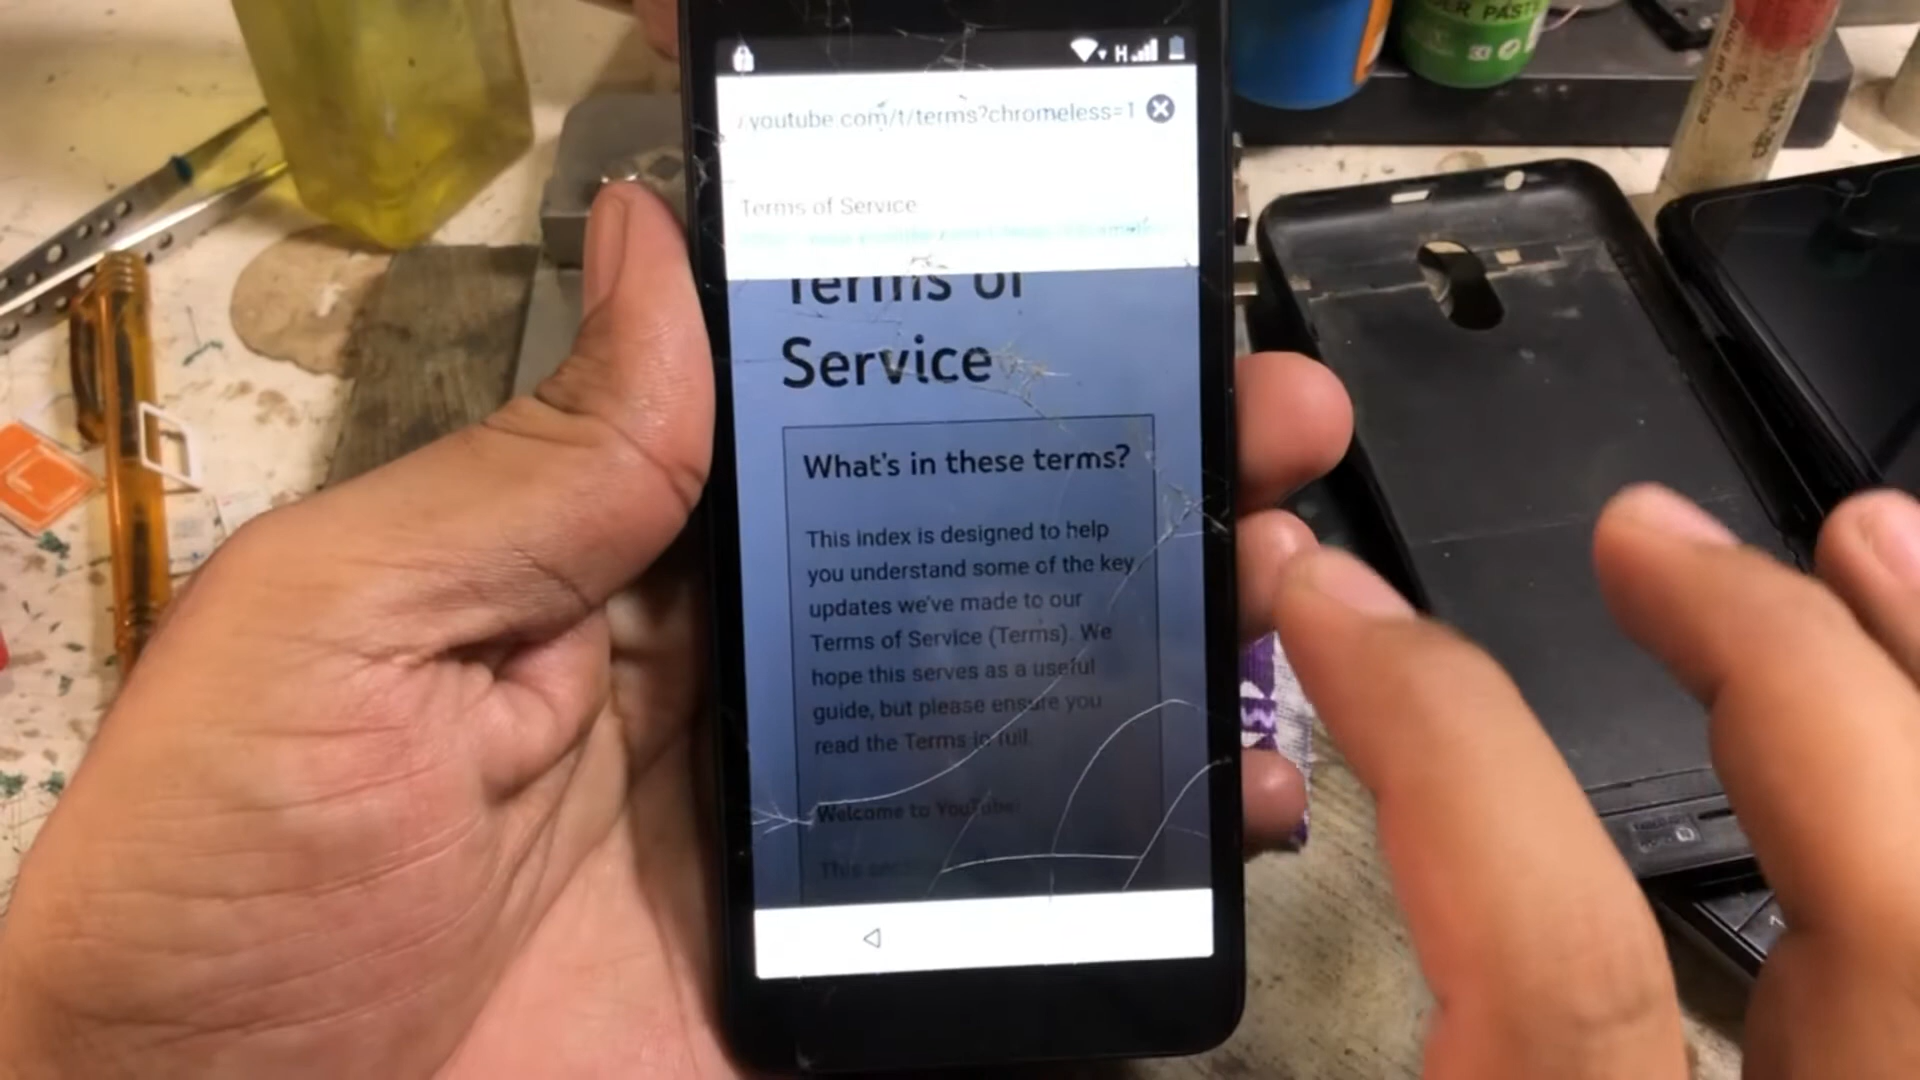 H
youtube.com/t/terms?chromeless=1
Terms of Service
Terms of
Service
What's in these terms?
This index is designed to help
you understand some of the key
updates we've made to our
Terms of Service (Terms). We
hope this serves as a useful
guide, but please ensure you
read the Terms in full.
Welcome to YouTube!
This
PASTE